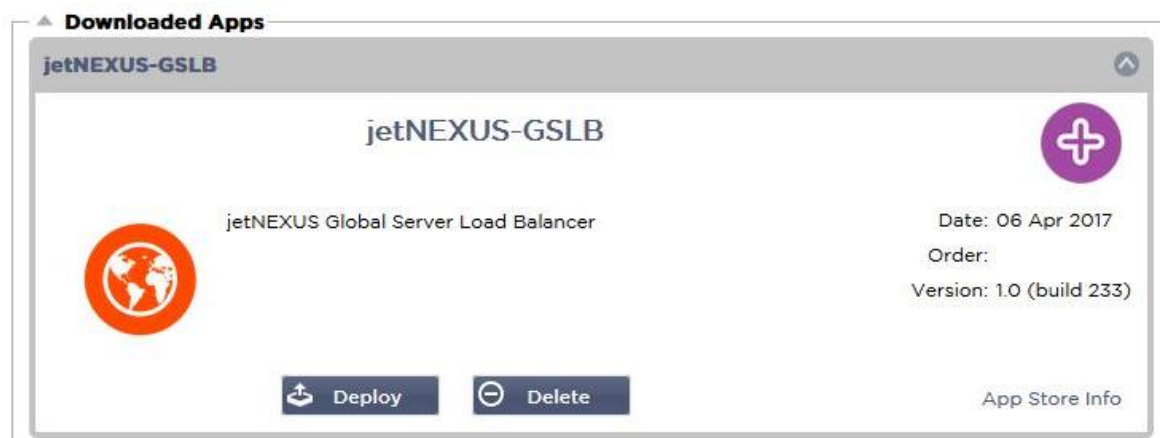 Downloaded Apps
jetNEXUS-GSLB
jetNEXUS-GSLB
jetNEXUS Global Server Load Balancer
Date: 06 Apr 2017
Order:
Version: 1.0 (build 233)
Deploy
Delete
App Store Info